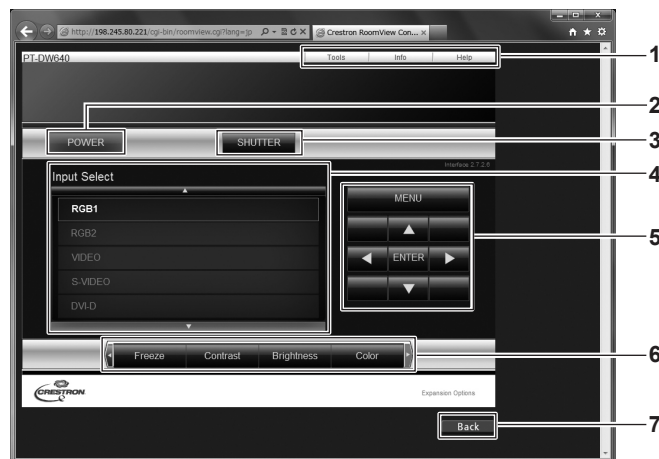 http://198.245.80.221/cgi-bin/roomview.cgi?lang=jp
Crestron RoomView Con...
PT-DW640
Tools Info Help
1
2
POWER SHUTTER
3
Interface 2.7.2.6
4
Input Select
MENU
RGB1
RGB2
5
VIDEO
ENTER
S-VIDEO
DVI-D
Freeze Contrast Brightness Color
6
CRESTRON
Expansion Options
Back
7